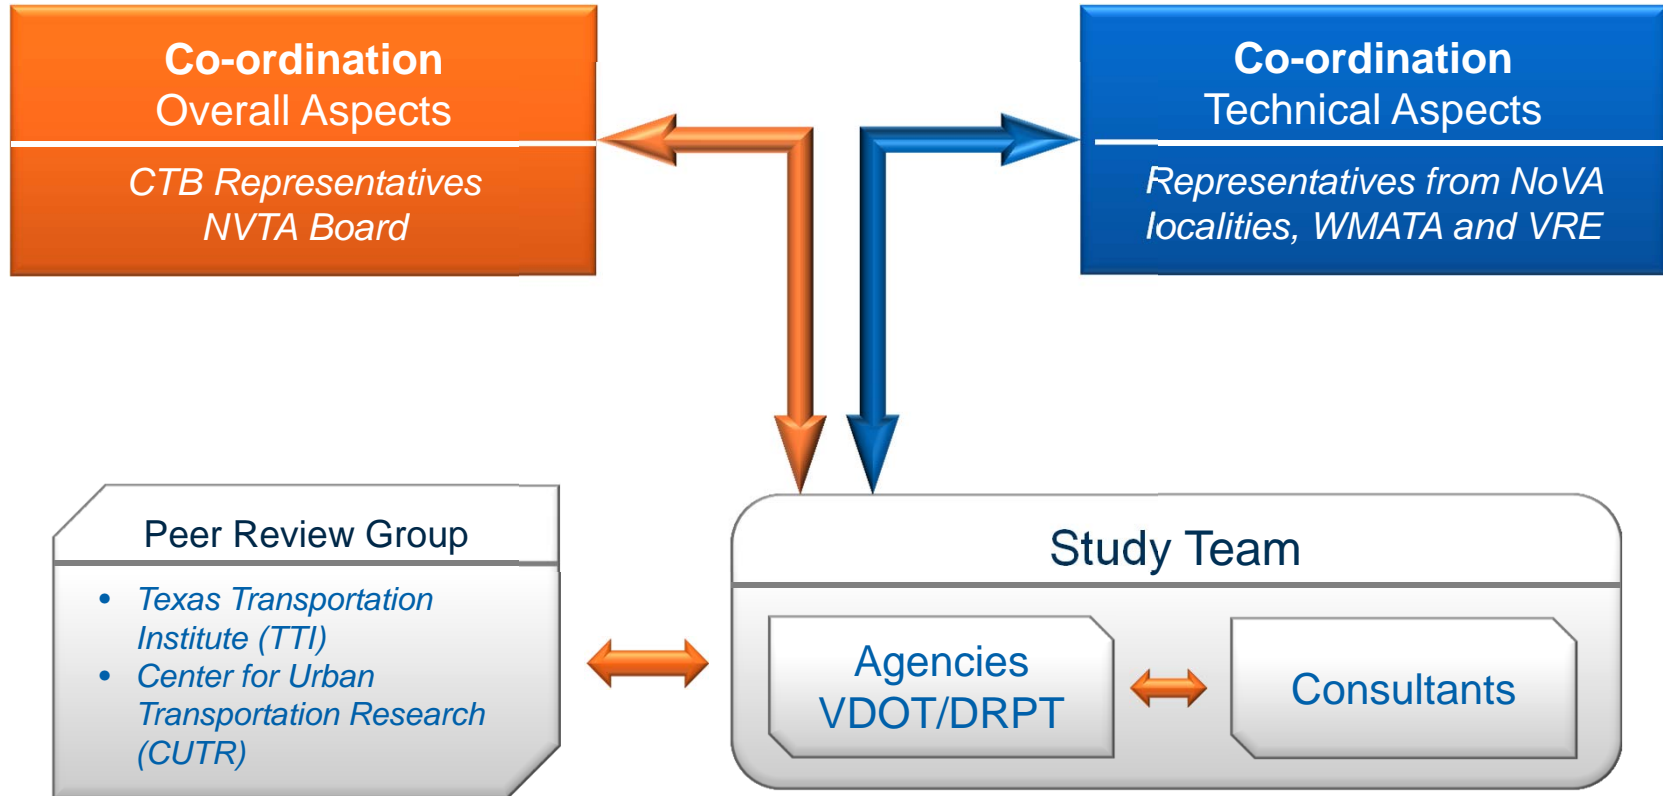 Co-ordination
Overall Aspects
CTB Representatives
NVTA Board
Co-ordination
Technical Aspects
Representatives from NoVA
localities, WMATA and VRE
Peer Review Group
• Texas Transportation
Institute (TTI)
• Center for Urban
Transportation Research
(CUTR)
Study Team
Agencies
VDOT/DRPT
Consultants